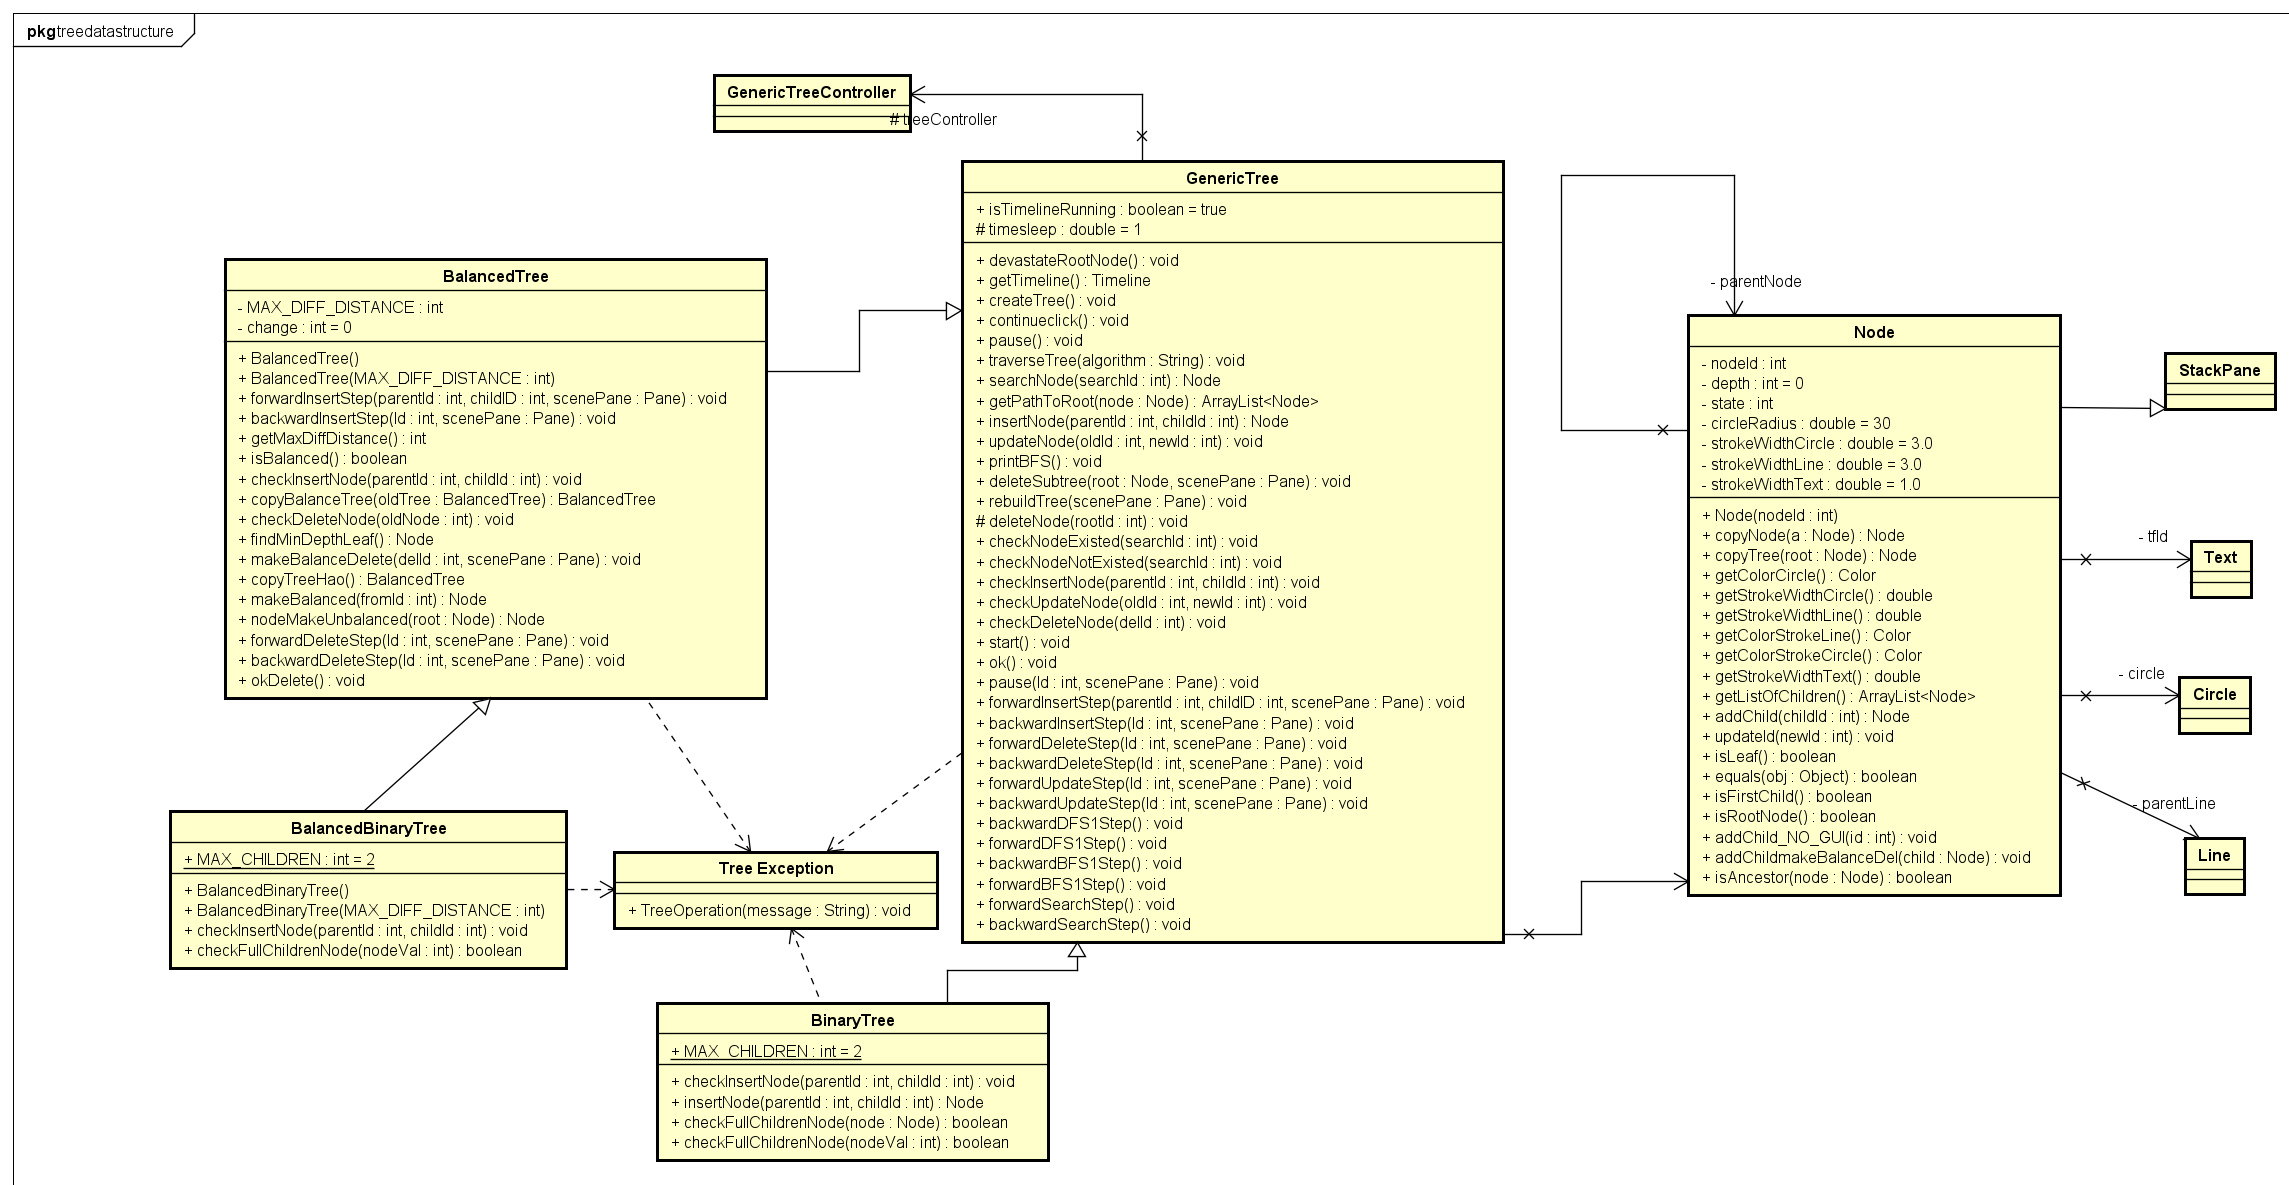 pkgtreedatastructure
GenericTreeController
# treeController
GenericTree
+ isTimelineRunning : boolean = true
# timesleep : double = 1
+ devastateRootNode() : void
+ getTimeline() : Timeline
+ createTree() : void
+ continueclick() : void
+ pause() : void
+ traverseTree(algorithm : String) : void
+ searchNode(searchId : int) : Node
+ getPathToRoot(node : Node) : ArrayList<Node>
+ insertNode(parentId : int, childId : int) : Node
+ updateNode(oldId : int, newId : int) : void
+ printBFS() : void
+ deleteSubtree(root : Node, scenePane : Pane) : void
+ rebuildTree(scenePane : Pane) : void
# deleteNode(rootId : int) : void
+ checkNodeExisted(searchId : int) : void
+ checkNodeNotExisted(searchId : int) : void
+ checkInsertNode(parentId : int, childId : int) : void
+ checkUpdateNode(oldId : int, newId : int) : void
+ checkDeleteNode(delId : int) : void
+ start() : void
+ ok() : void
+ pause(Id : int, scenePane : Pane) : void
+ forwardInsertStep(parentId : int, childID : int, scenePane : Pane) : void
+ backwardInsertStep(Id : int, scenePane : Pane) : void
+ forwardDeleteStep(Id : int, scenePane : Pane) : void
+ backwardDeleteStep(Id : int, scenePane : Pane) : void
+ forwardUpdateStep(Id : int, scenePane : Pane) : void
+ backwardUpdateStep(Id : int, scenePane : Pane) : void
+ backwardDFS1Step() : void
+ forwardDFS1Step() : void
+ backwardBFS1Step() : void
+ forwardBFS1Step() : void
+ forwardSearchStep() : void
+ backwardSearchStep() : void
BalancedTree
- MAX_DIFF_DISTANCE : int
- change : int = 0
+ BalancedTree()
+ BalancedTree(MAX_DIFF_DISTANCE : int)
+ forwardInsertStep(parentId : int, childID : int, scenePane : Pane) : void
+ backwardInsertStep(Id : int, scenePane : Pane) : void
+ getMaxDiffDistance() : int
+ isBalanced() : boolean
+ checkInsertNode(parentId : int, childId : int) : void
+ copyBalanceTree(oldTree : BalancedTree) : BalancedTree
+ checkDeleteNode(oldNode : int) : void
+ findMinDepthLeaf() : Node
+ makeBalanceDelete(delId : int, scenePane : Pane) : void
+ copyTreeHao() : BalancedTree
+ makeBalanced(fromId : int) : Node
+ nodeMakeUnbalanced(root : Node) : Node
+ forwardDeleteStep(Id : int, scenePane : Pane) : void
+ backwardDeleteStep(Id : int, scenePane : Pane) : void
+ okDelete() : void
- parentNode
Node
- nodeId : int
- depth : int = 0
- state : int
- circleRadius : double = 30
- strokeWidthCircle : double = 3.0
- strokeWidthLine : double = 3.0
- strokeWidthText : double = 1.0
+ Node(nodeId : int)
+ copyNode(a : Node) : Node
+ copyTree(root : Node) : Node
+ getColorCircle() : Color
+ getStrokeWidthCircle() : double
+ getStrokeWidthLine() : double
+ getColorStrokeLine() : Color
+ getColorStrokeCircle() : Color
+ getStrokeWidthText() : double
+ getListOfChildren() : ArrayList<Node>
+ addChild(childId : int) : Node
+ updateId(newId : int) : void
+ isLeaf() : boolean
+ equals(obj : Object) : boolean
+ isFirstChild() : boolean
+ isRootNode() : boolean
+ addChild_NO_GUI(id : int) : void
+ addChildmakeBalanceDel(child : Node) : void
+ isAncestor(node : Node) : boolean
StackPane
- tfId
Text
- circle
Circle
- parentLine
Line
BalancedBinaryTree
+ MAX_CHILDREN : int = 2
+ BalancedBinaryTree()
+ BalancedBinaryTree(MAX_DIFF_DISTANCE : int)
+ checkInsertNode(parentId : int, childId : int) : void
+ checkFullChildrenNode(nodeVal : int) : boolean
Tree Exception
+ TreeOperation(message : String) : void
BinaryTree
+ MAX_CHILDREN : int = 2
+ checkInsertNode(parentId : int, childId : int) : void
+ insertNode(parentId : int, childId : int) : Node
+ checkFullChildrenNode(node : Node) : boolean
+ checkFullChildrenNode(nodeVal : int) : boolean